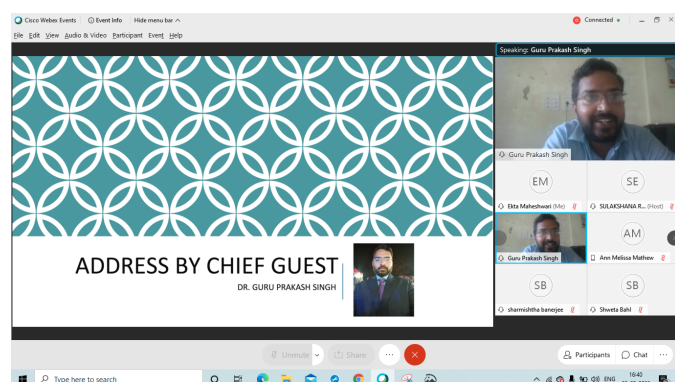 Cisco Webex Events Event Info Hide menu bar Connected
File Edit View Audio & Video Participant Event Help
Speaking: Guru Prakash Singh
Guru Prakash Singh
EM SE
Ekta Maheshwari (Me) SULAKSHANA R... (Host)
AM
Guru Prakash Singh Ann Melissa Mathew
SB SB
sharmishtha banerjee Shweta Bahl
ADDRESS BY CHIEF GUEST
DR. GURU PRAKASH SINGH
Unmute Share Participants Chat
Type here to search ENG 16:40